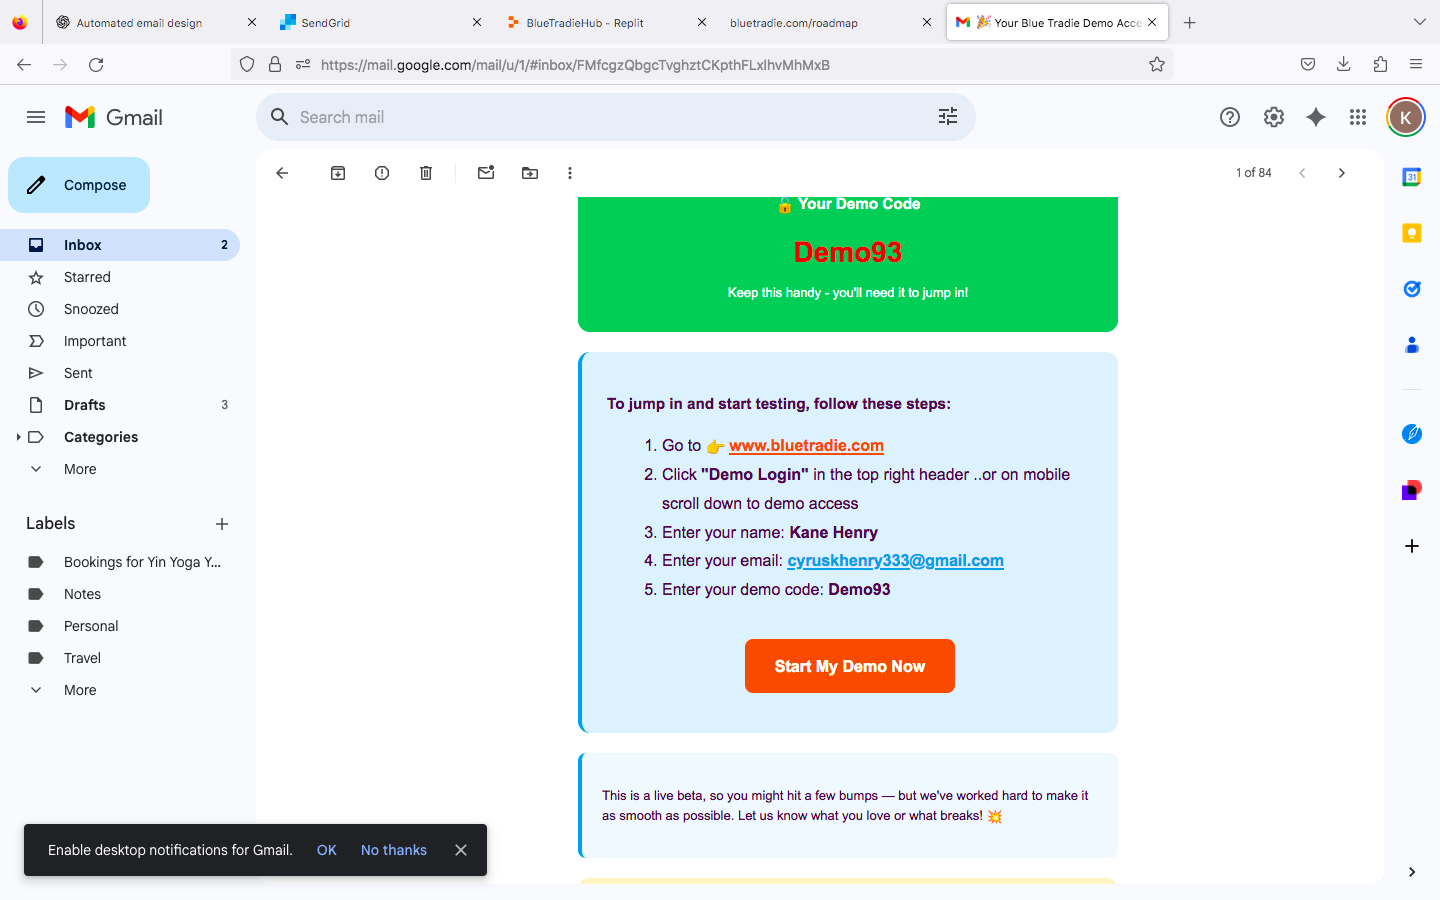 Automated email design
SendGrid
BlueTradieHub - Replit
bluetradie.com/roadmap
🎉 Your Blue Tradie Demo Acce
https://mail.google.com/mail/u/1/#inbox/FMfcgzQbgcTvghztCKpthFLxlhvMhMxB
Gmail
Search mail
K
Compose
1 of 84
Inbox 2
Starred
Snoozed
Important
Sent
Drafts 3
Categories
More
Labels
Bookings for Yin Yoga Y...
Notes
Personal
Travel
More
🔓 Your Demo Code
Demo93
Keep this handy - you'll need it to jump in!
To jump in and start testing, follow these steps:
1. Go to 👉 www.bluetradie.com
2. Click "Demo Login" in the top right header ..or on mobile
scroll down to demo access
3. Enter your name: Kane Henry
4. Enter your email: cyruskhenry333@gmail.com
5. Enter your demo code: Demo93
Start My Demo Now
This is a live beta, so you might hit a few bumps — but we've worked hard to make it
as smooth as possible. Let us know what you love or what breaks! 💥
Enable desktop notifications for Gmail. OK No thanks
31